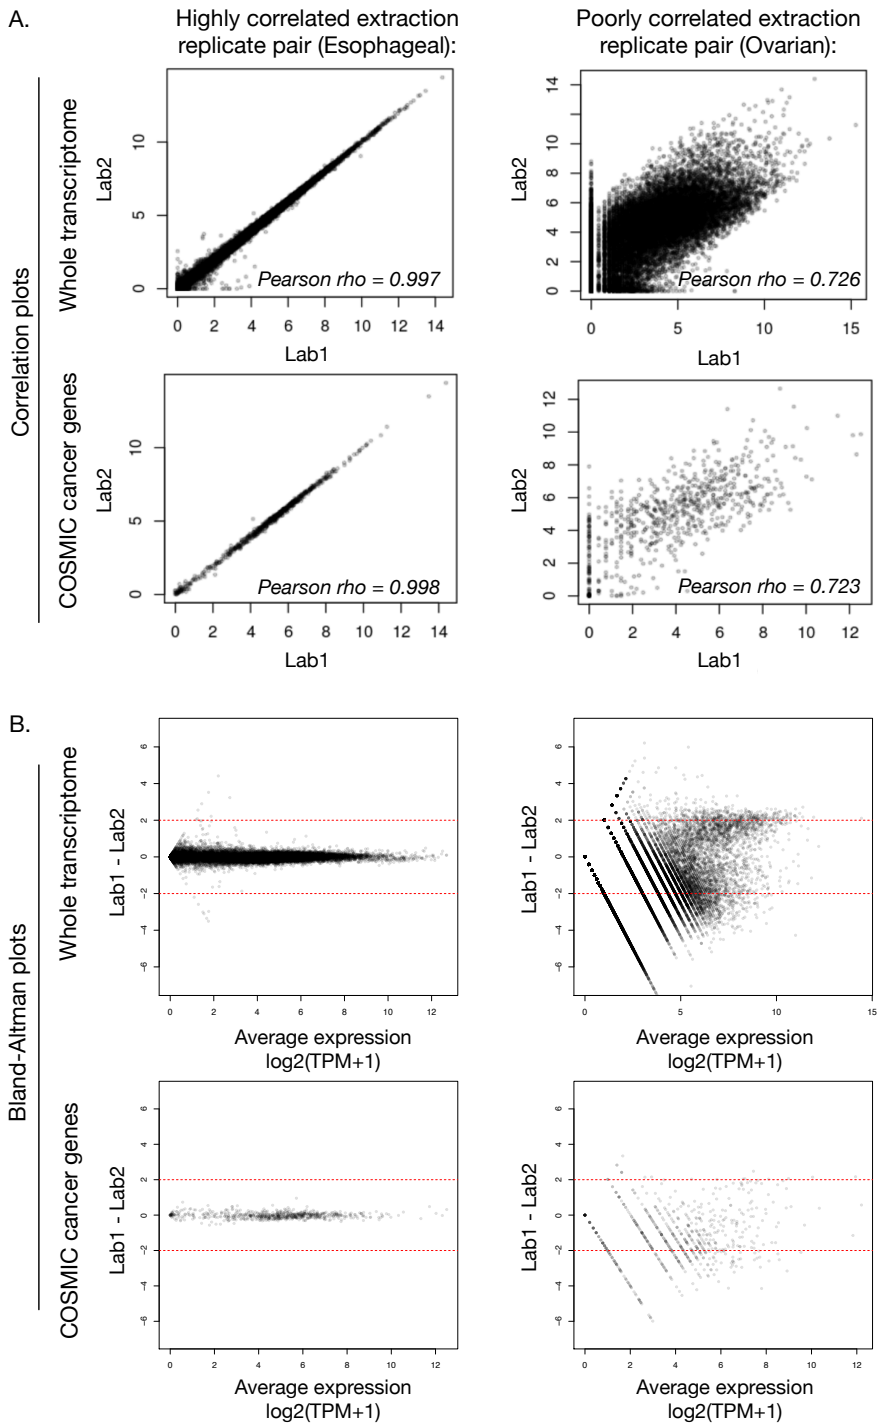 A.
Highly correlated extraction
replicate pair (Esophageal):
Poorly correlated extraction
replicate pair (Ovarian):
Correlation plots
Whole transcriptome
Lab2
0 5 10
Pearson rho = 0.997
0 2 4 6 8 10 12 14
Lab1
Lab2
0 2 4 6 8 10 12 14
Pearson rho = 0.726
0 5 10 15
Lab1
COSMIC cancer genes
Lab2
0 5 10
Pearson rho = 0.998
0 2 4 6 8 10 12 14
Lab1
Lab2
0 2 4 6 8 10 12
Pearson rho = 0.723
0 2 4 6 8 10 12
Lab1
B.
Bland-Altman plots
Whole transcriptome
Lab1 - Lab2
-6 -4 -2 0 2 4 6
0 2 4 6 8 10 12
Average expression
log2(TPM+1)
Lab1 - Lab2
-6 -4 -2 0 2 4 6
0 5 10 15
Average expression
log2(TPM+1)
COSMIC cancer genes
Lab1 - Lab2
-6 -4 -2 0 2 4 6
0 2 4 6 8 10 12
Average expression
log2(TPM+1)
Lab1 - Lab2
-6 -4 -2 0 2 4 6
0 2 4 6 8 10 12
Average expression
log2(TPM+1)